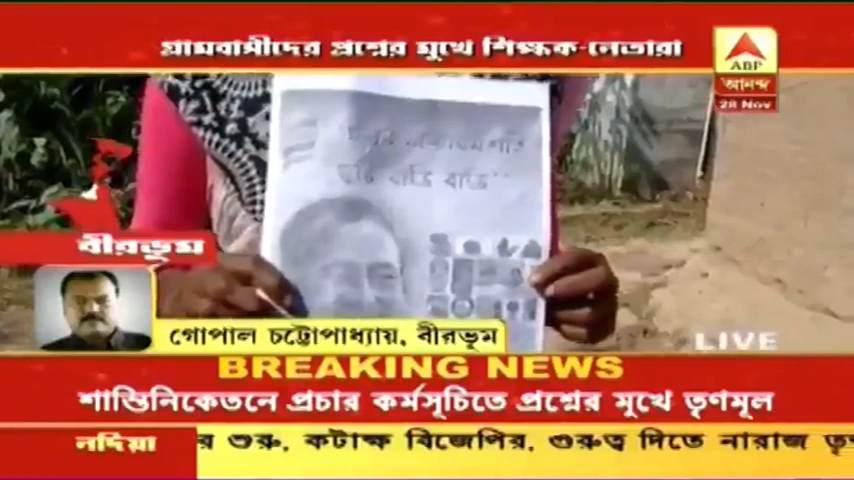 গ্রামবাসীদের প্রশ্নের মুখে শিক্ষক-নেতারা
ABP
আনন্দ
28 Nov
বীরভূম
গোপাল চট্টোপাধ্যায়, বীরভূম
LIVE
BREAKING NEWS
শান্তিনিকেতনে প্রচার কর্মসূচিতে প্রশ্নের মুখে তৃণমূল
নদিয়া
র শুরু, কটাক্ষ বিজেপির, গুরুত্ব দিতে নারাজ